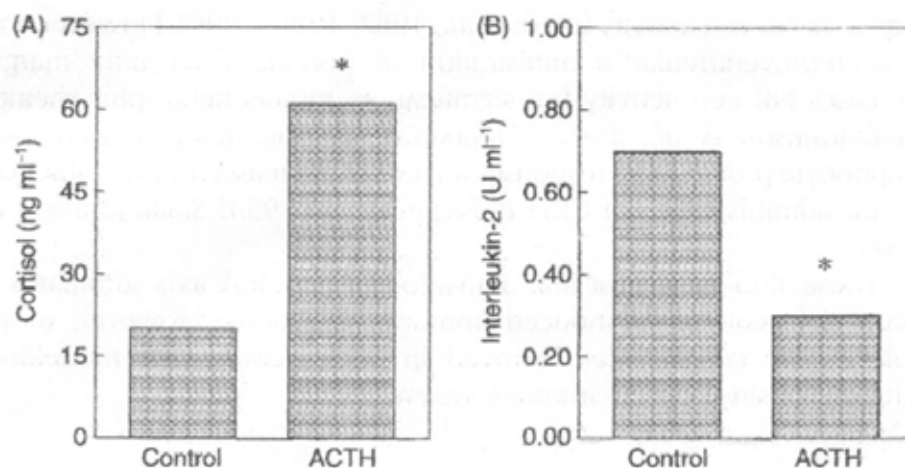 (A)
75
60
45
30
15
0
Cortisol (ng ml⁻¹)
*
Control
ACTH
(B)
1.00
0.80
0.60
0.40
0.20
0.00
Interleukin-2 (U ml⁻¹)
*
Control
ACTH